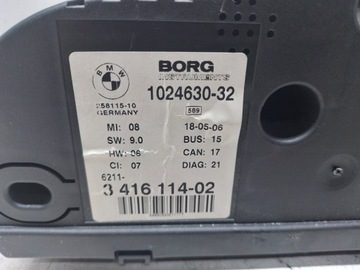 BMW
BORG
INSTRUMENTS
1024630-32
258115-10
GERMANY
589
MI: 08
18-05-06
SW: 9.0
BUS: 15
HW: 06
CAN: 17
CI: 07
DIAG: 21
6211-
3 416 114-02